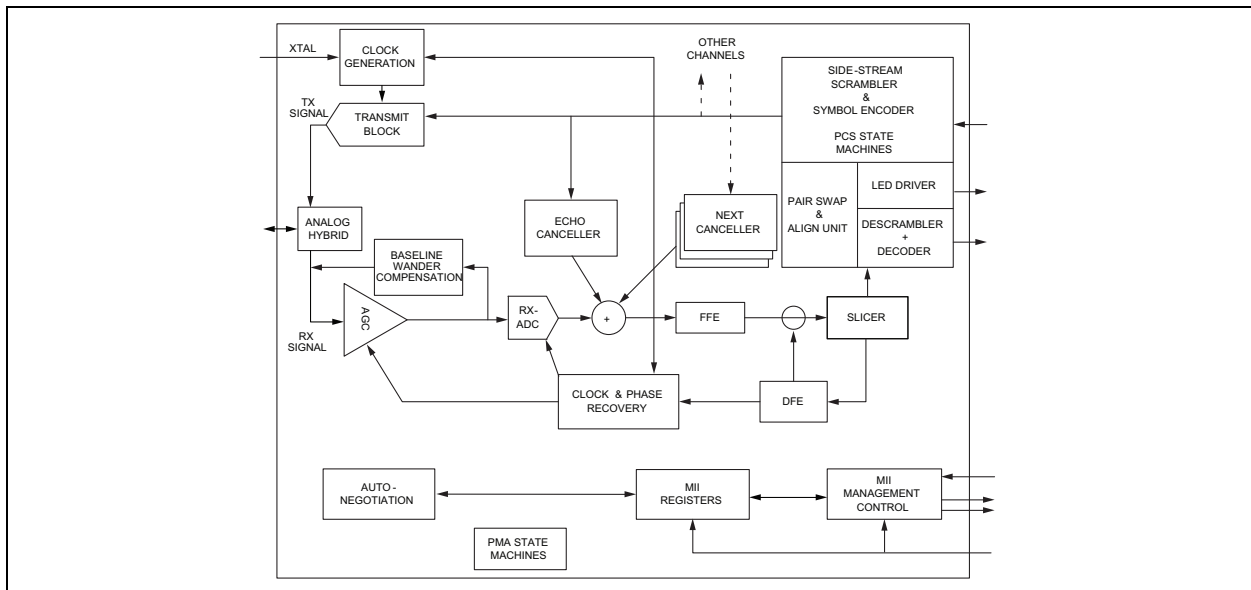 XTAL
CLOCK
GENERATION
OTHER
CHANNELS
SIDE-STREAM
SCRAMBLER
&
SYMBOL ENCODER
PCS STATE
MACHINES
TX
SIGNAL
TRANSMIT
BLOCK
PAIR SWAP
&
ALIGN UNIT
LED DRIVER
DESCRAMBLER
+
DECODER
ANALOG
HYBRID
ECHO
CANCELLER
NEXT
CANCELLER
BASELINE
WANDER
COMPENSATION
AGC
RX
SIGNAL
RX-
ADC
+
FFE
SLICER
CLOCK & PHASE
RECOVERY
DFE
AUTO-
NEGOTIATION
MII
REGISTERS
MII
MANAGEMENT
CONTROL
PMA STATE
MACHINES